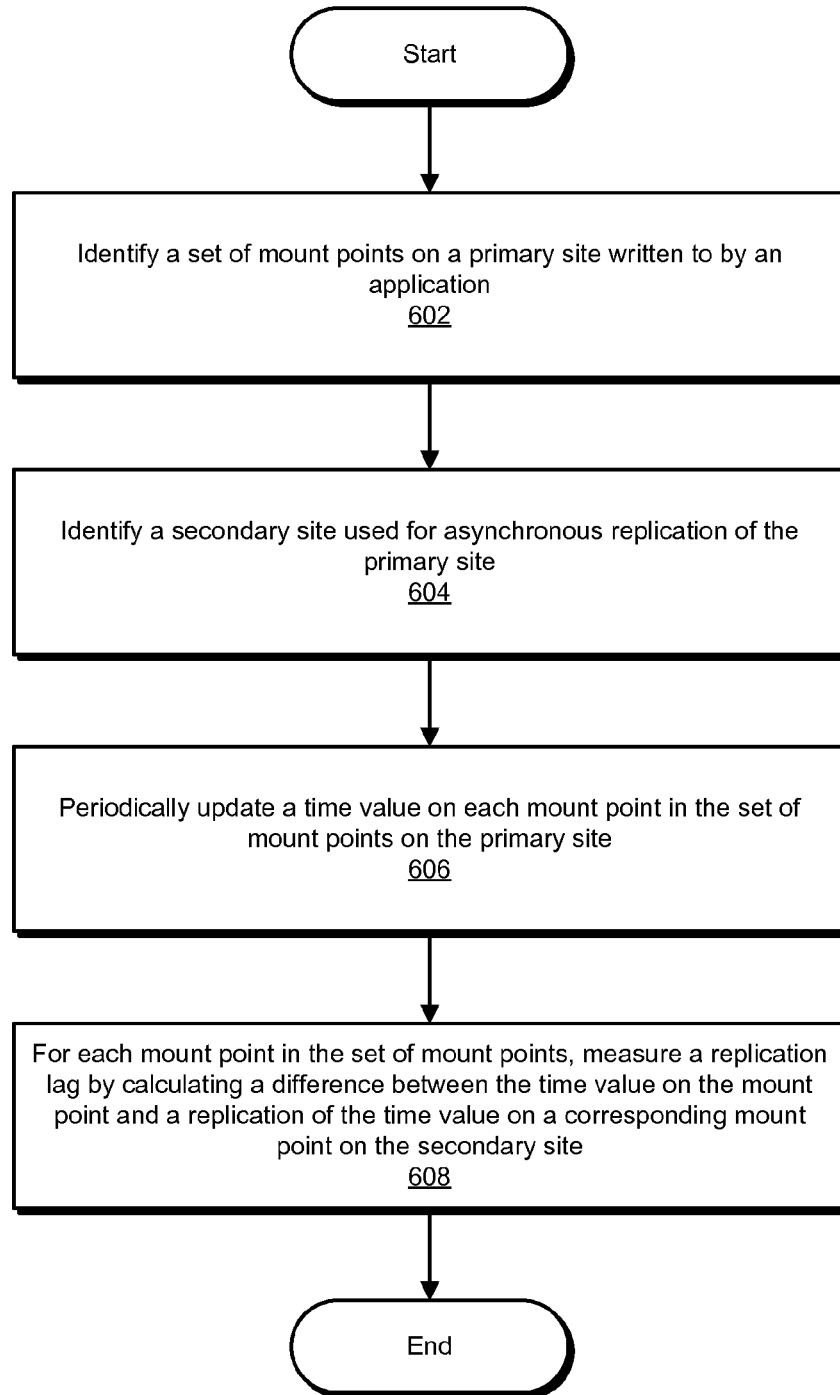 Start
Identify a set of mount points on a primary site written to by an
application
602
Identify a secondary site used for asynchronous replication of the
primary site
604
Periodically update a time value on each mount point in the set of
mount points on the primary site
606
For each mount point in the set of mount points, measure a replication
lag by calculating a difference between the time value on the mount
point and a replication of the time value on a corresponding mount
point on the secondary site
608
End